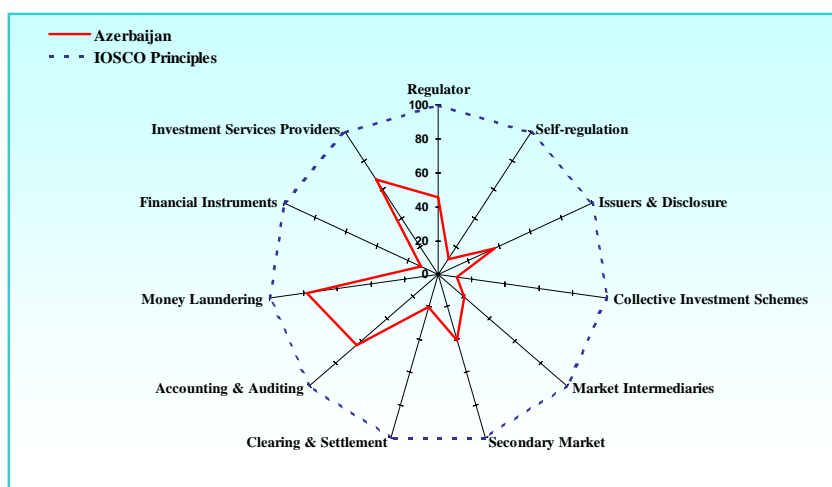 Azerbaijan
IOSCO Principles
Regulator
100
Investment Services Providers
Self-regulation
80
60
Financial Instruments
Issuers & Disclosure
40
20
0
Money Laundering
Collective Investment Schemes
Accounting & Auditing
Market Intermediaries
Clearing & Settlement
Secondary Market